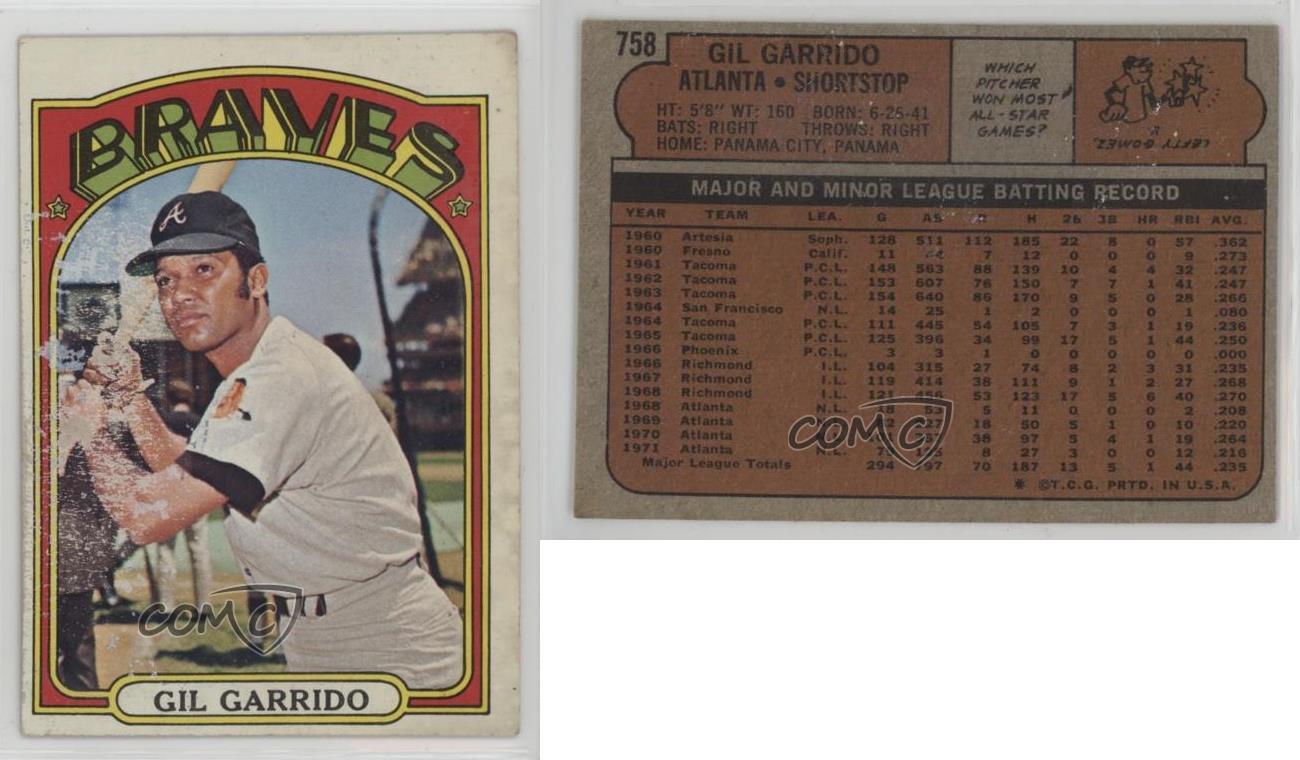 BRAVES
A
GIL GARRIDO
COMC
758
GIL GARRIDO
ATLANTA • SHORTSTOP
HT: 5'8" WT: 160 BORN: 6-25-41
BATS: RIGHT THROWS: RIGHT
HOME: PANAMA CITY, PANAMA
WHICH
PITCHER
WON MOST
ALL-STAR
GAMES?
LEFTY GOMEZ.
MAJOR AND MINOR LEAGUE BATTING RECORD
YEAR TEAM LEA. G AB R H 2B 3B HR RBI AVG.
1960 Artesia Soph. 128 511 112 185 22 8 0 57 .362
1960 Fresno Calif. 11 7 12 0 0 0 9 .273
1961 Tacoma P.C.L. 148 563 88 139 10 4 4 32 .247
1962 Tacoma P.C.L. 153 607 76 150 7 7 1 41 .247
1963 Tacoma P.C.L. 154 640 86 170 9 5 0 28 .266
1964 San Francisco N.L. 14 25 1 2 0 0 0 1 .080
1964 Tacoma P.C.L. 111 445 54 105 7 3 1 19 .236
1965 Tacoma P.C.L. 125 396 34 99 17 5 1 44 .250
1966 Phoenix P.C.L. 3 3 1 0 0 0 0 0 .000
1966 Richmond I.L. 104 315 27 74 8 2 3 31 .235
1967 Richmond I.L. 119 414 38 111 9 1 2 27 .268
1968 Richmond I.L. 121 456 53 123 17 5 6 40 .270
1968 Atlanta N.L. 18 53 5 11 0 0 0 2 .208
1969 Atlanta 18 50 5 1 0 10 .220
1970 Atlanta 38 97 5 4 1 19 .264
1971 Atlanta N.L. 8 27 3 0 0 12 .216
Major League Totals 294 797 70 187 13 5 1 44 .235
* ©T.C.G. PRTD. IN U.S.A.
COMC